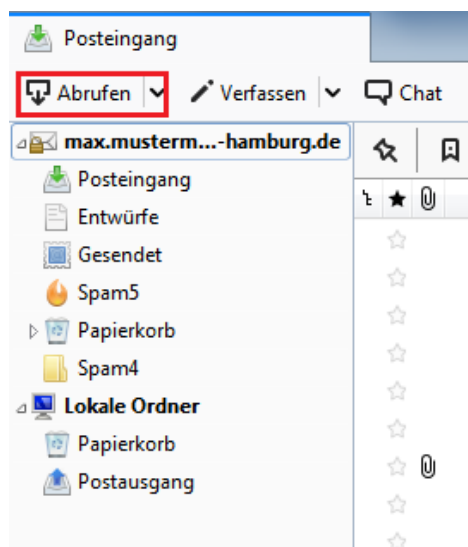 Posteingang
Abrufen Verfassen Chat
max.musterm...-hamburg.de
Posteingang
Entwürfe
Gesendet
Spam5
Papierkorb
Spam4
Lokale Ordner
Papierkorb
Postausgang